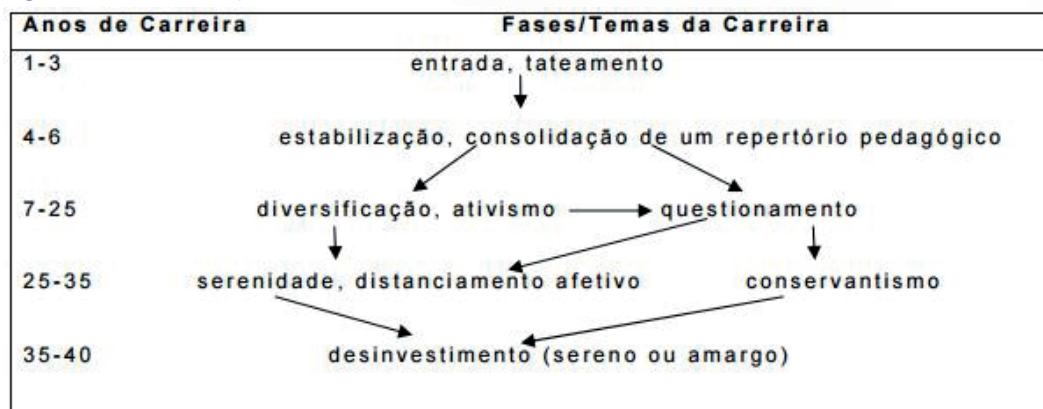 Anos de Carreira Fases/Temas da Carreira
1-3 entrada, tateamento
4-6 estabilização, consolidação de um repertório pedagógico
7-25 diversificação, ativismo questionamento
25-35 serenidade, distanciamento afetivo conservantismo
35-40 desinvestimento (sereno ou amargo)